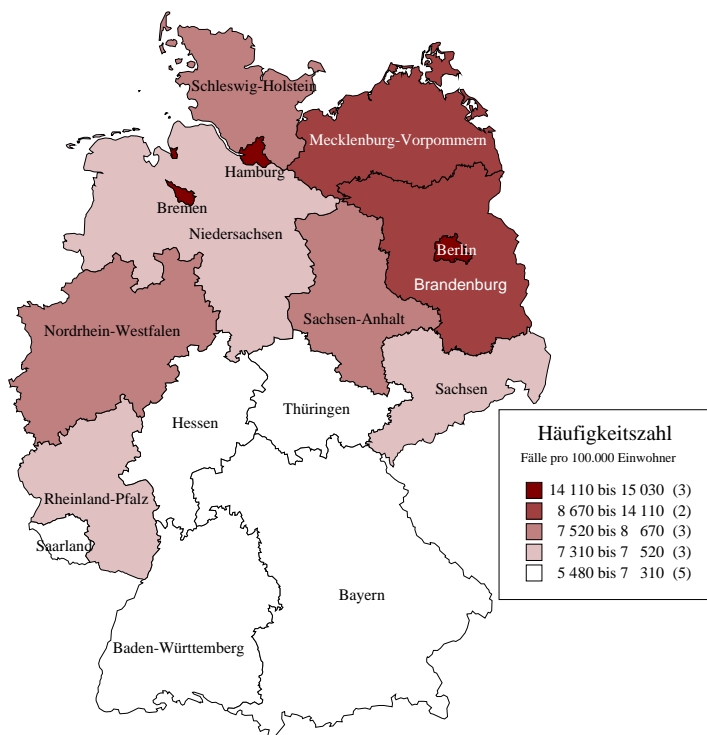 Schleswig-Holstein
Mecklenburg-Vorpommern
Hamburg
Bremen
Niedersachsen
Berlin
Brandenburg
Nordrhein-Westfalen
Sachsen-Anhalt
Sachsen
Thüringen
Hessen
Rheinland-Pfalz
Saarland
Bayern
Baden-Württemberg
Häufigkeitszahl
Fälle pro 100.000 Einwohner
14 110 bis 15 030 (3)
8 670 bis 14 110 (2)
7 520 bis 8 670 (3)
7 310 bis 7 520 (3)
5 480 bis 7 310 (5)